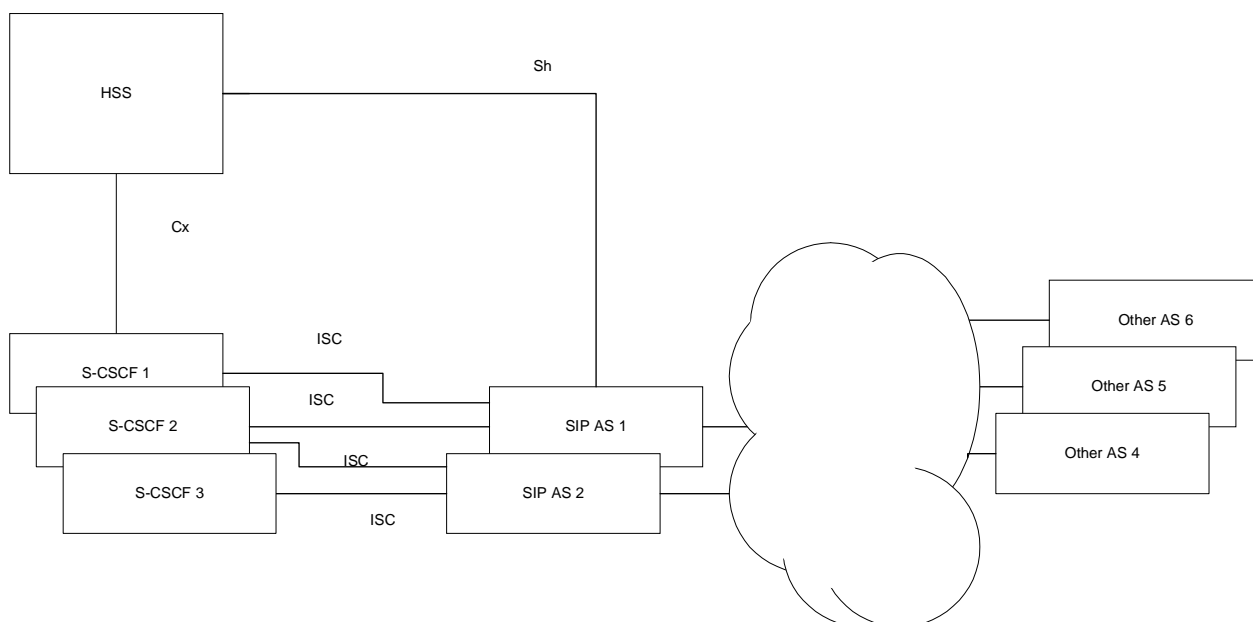 Sh
HSS
Cx
ISC
S-CSCF 1
ISC
S-CSCF 2
ISC
S-CSCF 3
ISC
SIP AS 1
SIP AS 2
Other AS 6
Other AS 5
Other AS 4